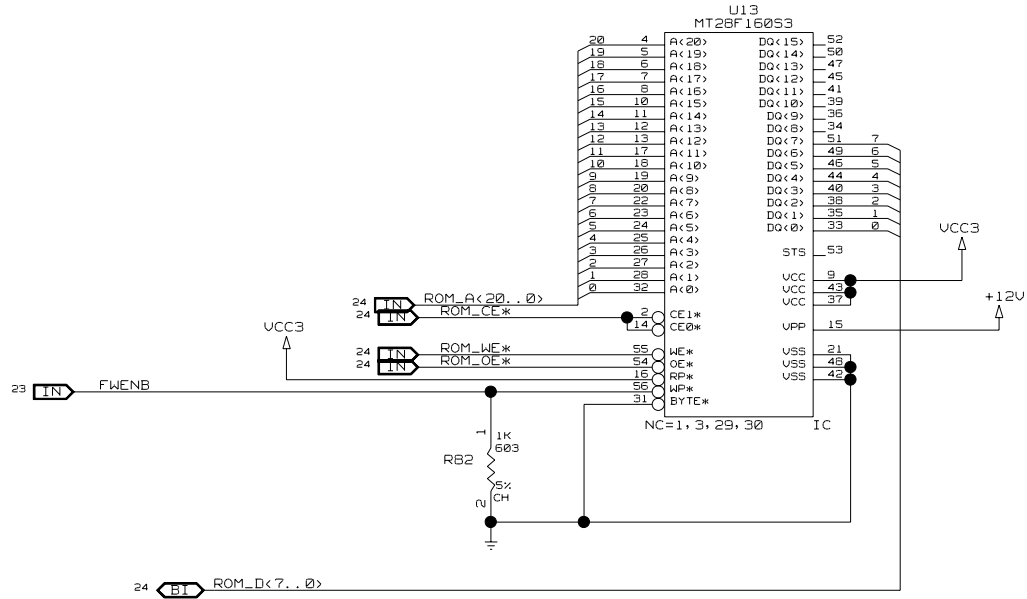 U13
MT28F160S3
20 4 A<20> DQ<15> 52
19 5 A<19> DQ<14> 50
18 6 A<18> DQ<13> 47
17 7 A<17> DQ<12> 45
16 8 A<16> DQ<11> 41
15 10 A<15> DQ<10> 39
14 11 A<14> DQ<9> 36
13 12 A<13> DQ<8> 34
12 13 A<12> DQ<7> 51 7
11 17 A<11> DQ<6> 49 6
10 18 A<10> DQ<5> 46 5
9 19 A<9> DQ<4> 44 4
8 20 A<8> DQ<3> 40 3
7 22 A<7> DQ<2> 38 2
6 23 A<6> DQ<1> 35 1
5 24 A<5> DQ<0> 33 0
4 25 A<4>
3 26 A<3> STS 53
2 27 A<2>
1 28 A<1> VCC 9
0 32 A<0> VCC 43
VCC 37
VCC3
24 IN ROM_A<20..0>
24 IN ROM_CE*
2 CE1*
14 CE0*
VPP 15
+12V
VCC3
24 IN ROM_WE* 55 WE* VSS 21
24 IN ROM_OE* 54 OE* VSS 48
16 RP* VSS 42
23 IN FWENB 56 WP*
31 BYTE*
NC=1,3,29,30 IC
1 1K
603
R82
5%
2 CH
24 BI ROM_D<7..0>